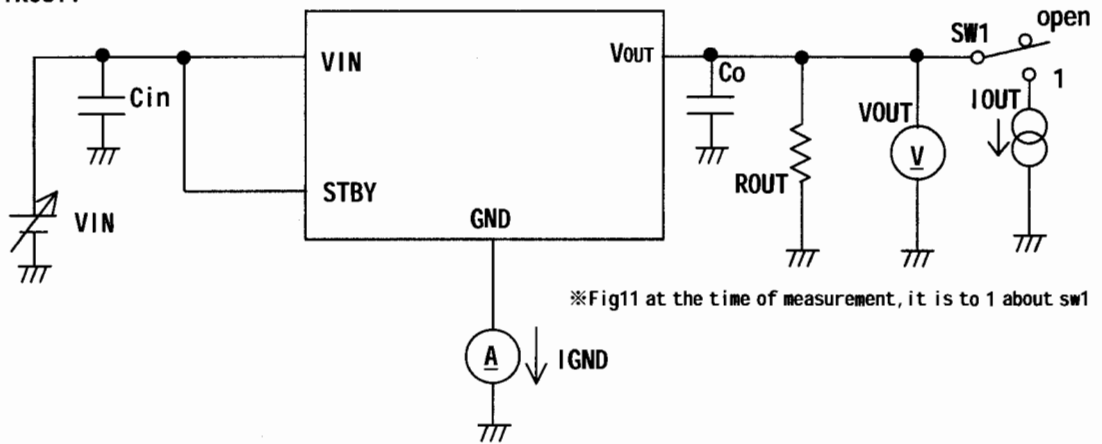 open
SW1
VIN
VOUT
Co
1
Cin
IOUT
VOUT
V
STBY
ROUT
VIN
GND
※Fig11 at the time of measurement, it is to 1 about sw1
A
IGND